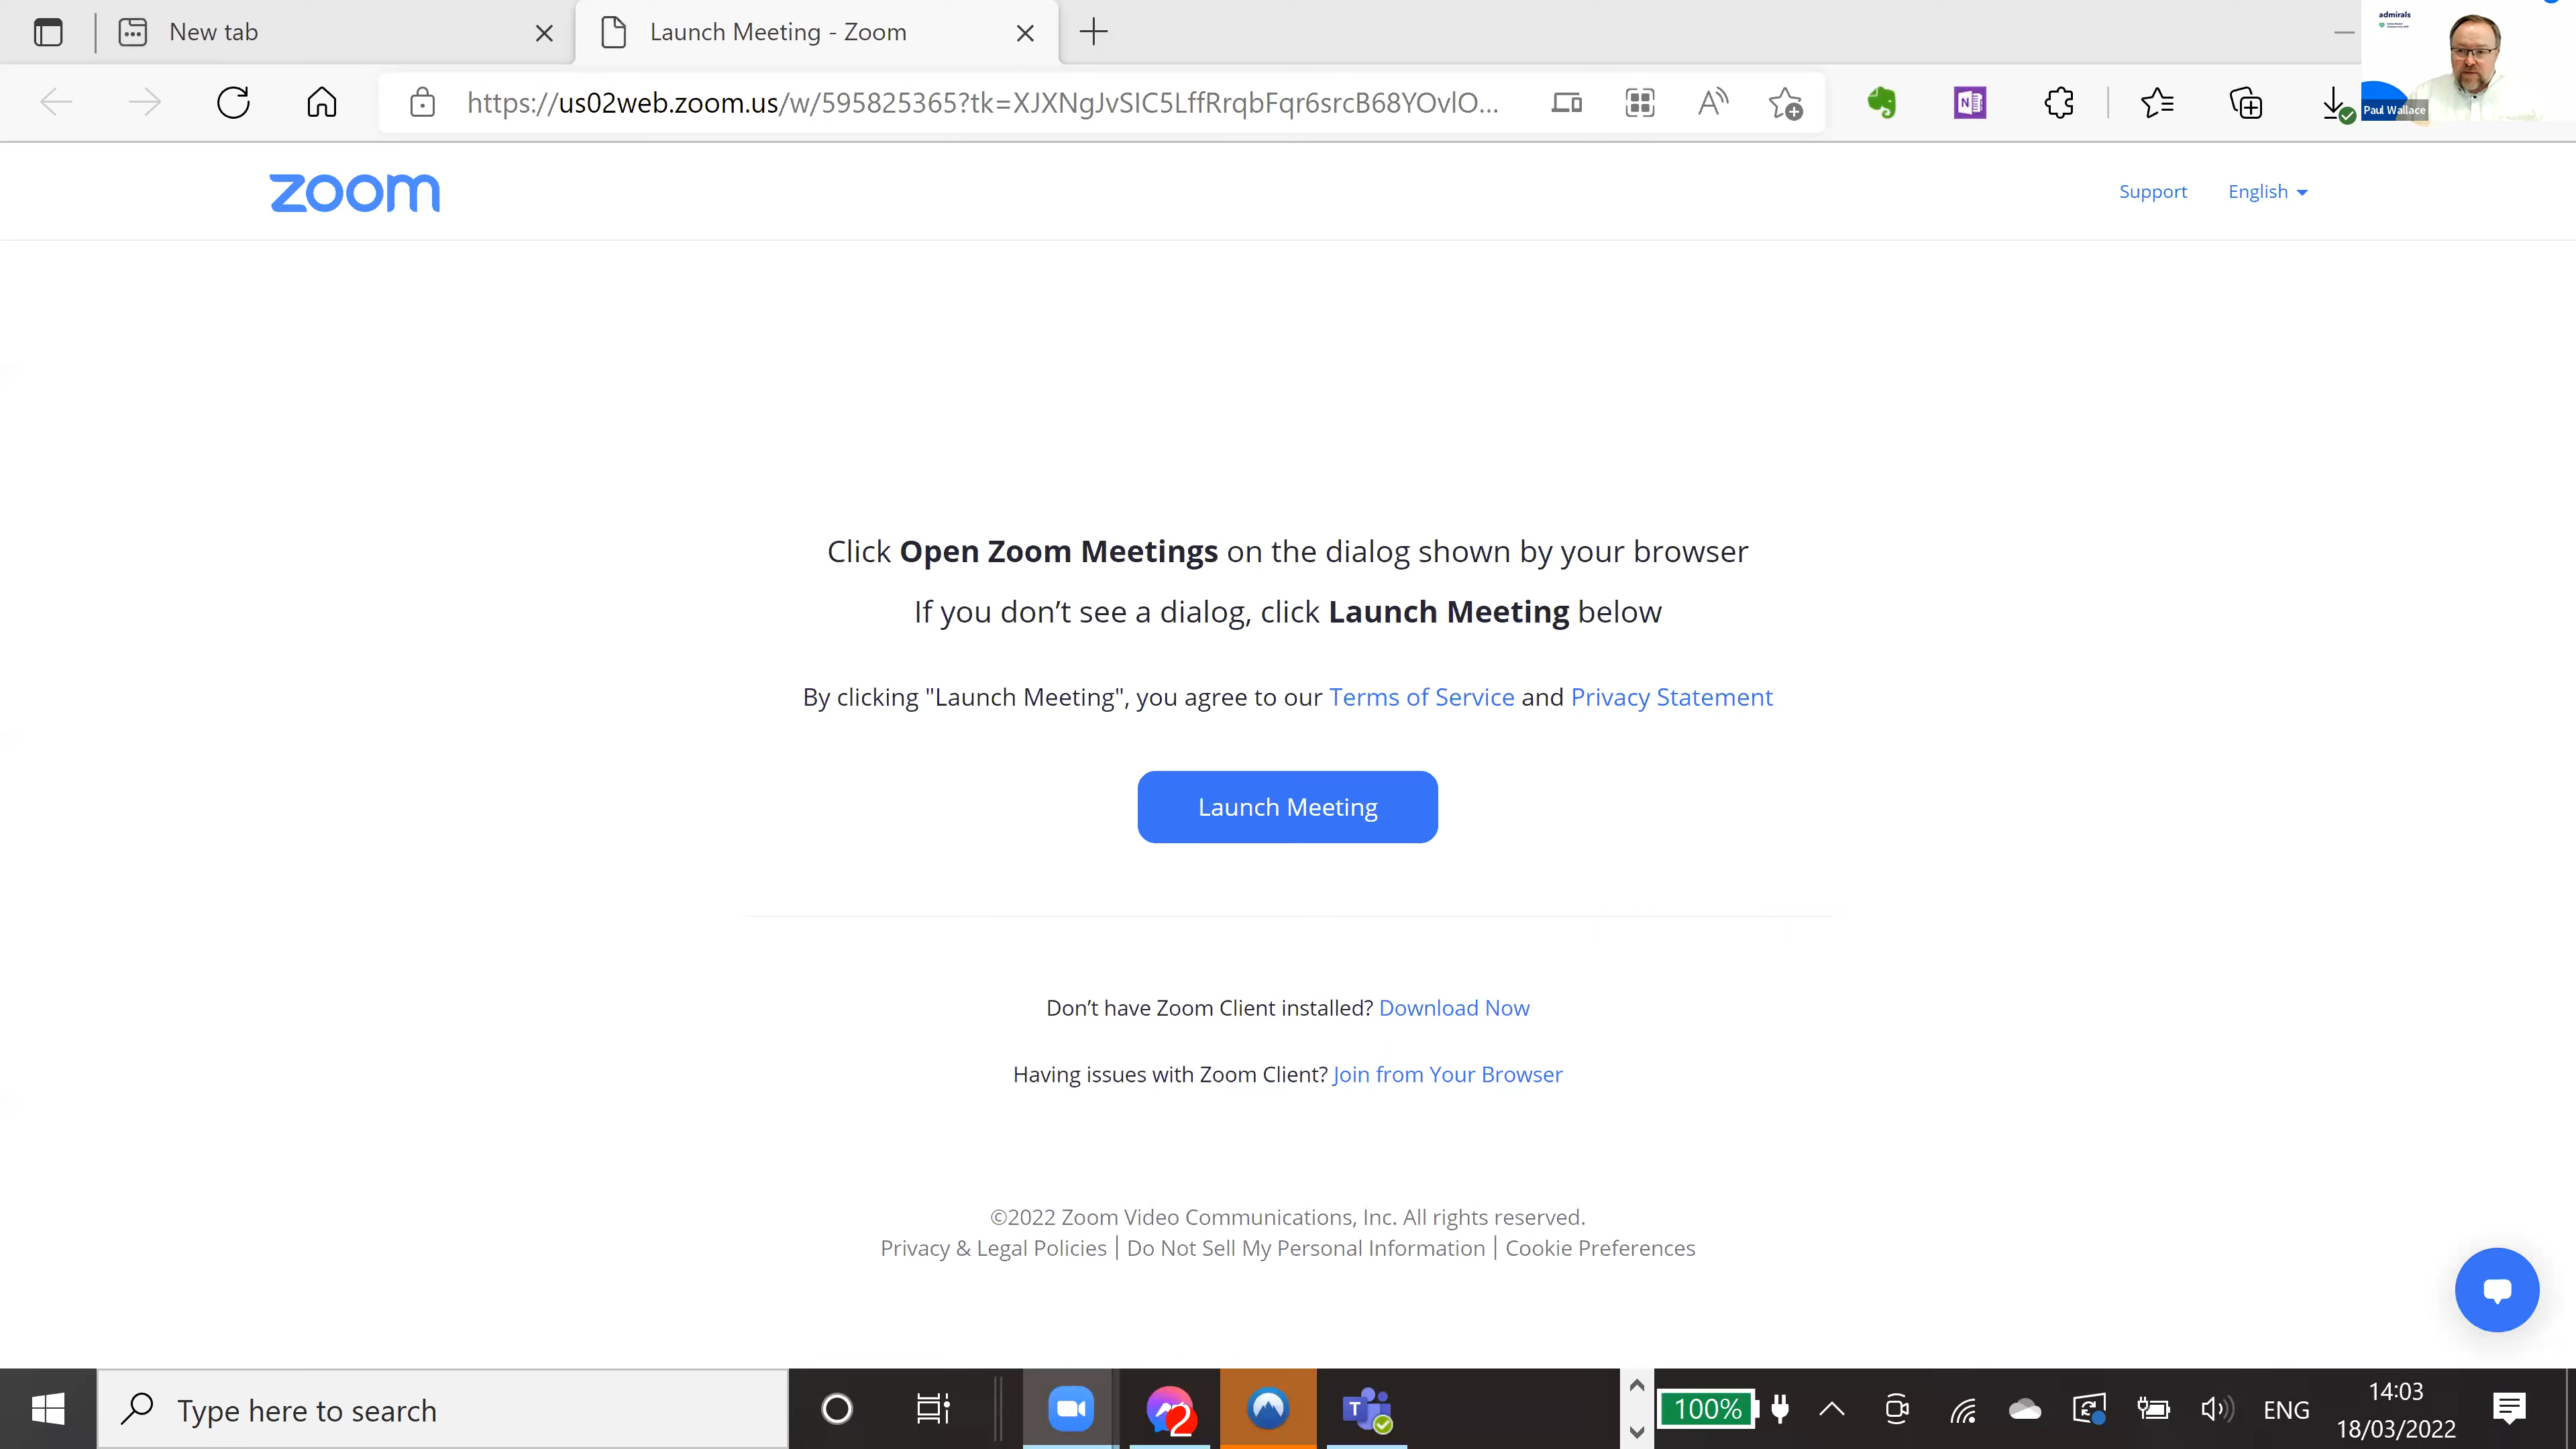 New tab
Launch Meeting - Zoom
admirals
https://us02web.zoom.us/w/595825365?tk=XJXNgJvSIC5LffRrqbFqr6srcB68YOvlO...
Paul Wallace
zoom
Support
English
Click Open Zoom Meetings on the dialog shown by your browser
If you don’t see a dialog, click Launch Meeting below
By clicking "Launch Meeting", you agree to our Terms of Service and Privacy Statement
Launch Meeting
Don’t have Zoom Client installed? Download Now
Having issues with Zoom Client? Join from Your Browser
©2022 Zoom Video Communications, Inc. All rights reserved.
Privacy & Legal Policies | Do Not Sell My Personal Information | Cookie Preferences
Type here to search
2
T
100%
ENG
14:03
18/03/2022